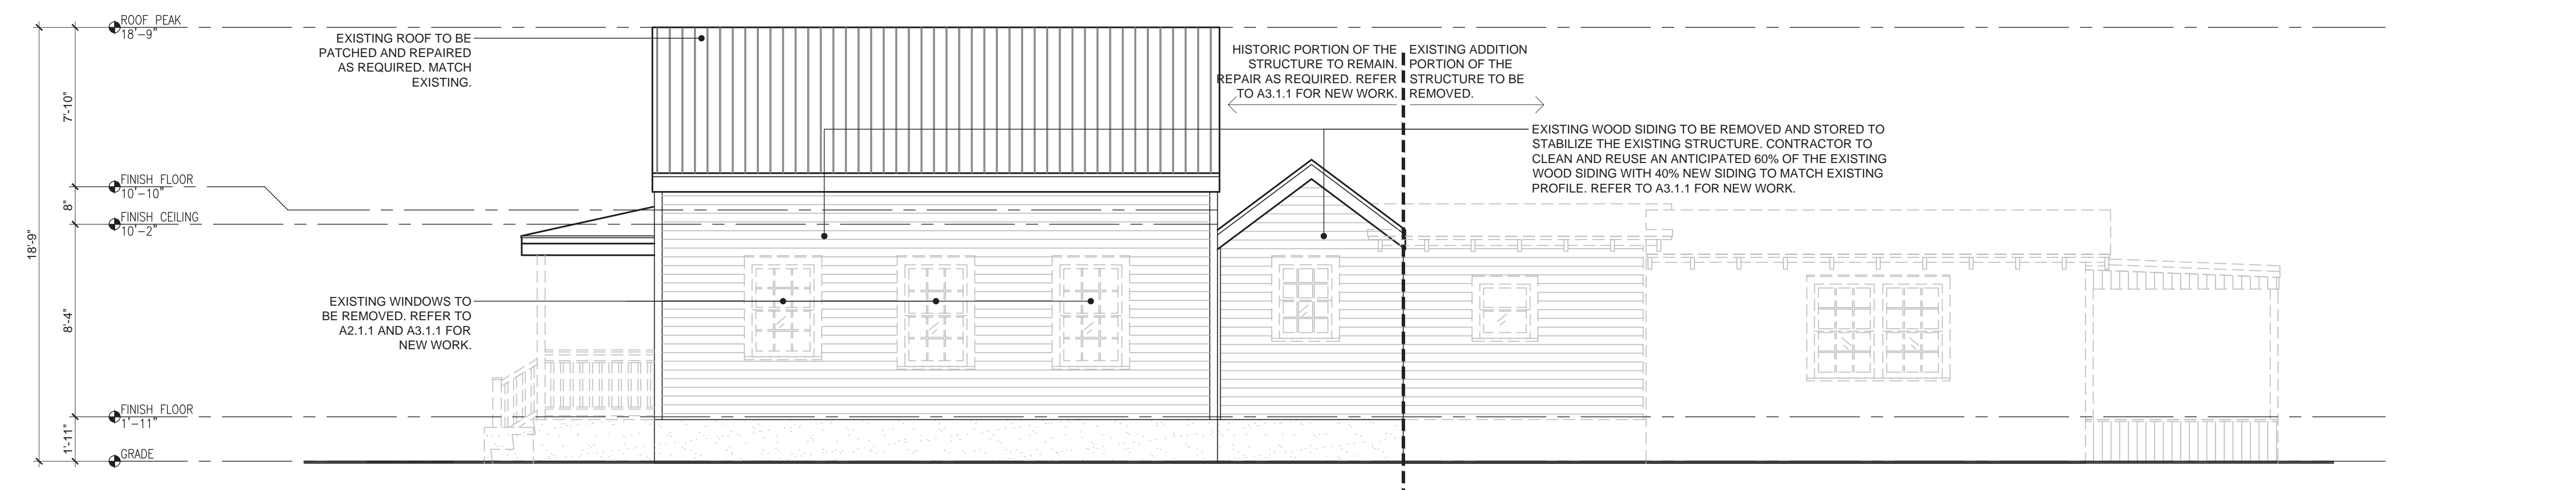 ROOF PEAK
18'-9"
EXISTING ROOF TO BE
PATCHED AND REPAIRED
AS REQUIRED. MATCH
EXISTING.
HISTORIC PORTION OF THE
STRUCTURE TO REMAIN.
REPAIR AS REQUIRED. REFER
TO A3.1.1 FOR NEW WORK.
EXISTING ADDITION
PORTION OF THE
STRUCTURE TO BE
REMOVED.
7'-10"
EXISTING WOOD SIDING TO BE REMOVED AND STORED TO
STABILIZE THE EXISTING STRUCTURE. CONTRACTOR TO
CLEAN AND REUSE AN ANTICIPATED 60% OF THE EXISTING
WOOD SIDING WITH 40% NEW SIDING TO MATCH EXISTING
PROFILE. REFER TO A3.1.1 FOR NEW WORK.
FINISH FLOOR
10'-10"
8"
FINISH CEILING
10'-2"
18'-9"
EXISTING WINDOWS TO
BE REMOVED. REFER TO
A2.1.1 AND A3.1.1 FOR
NEW WORK.
8'-4"
FINISH FLOOR
1'-11"
1'-11"
GRADE